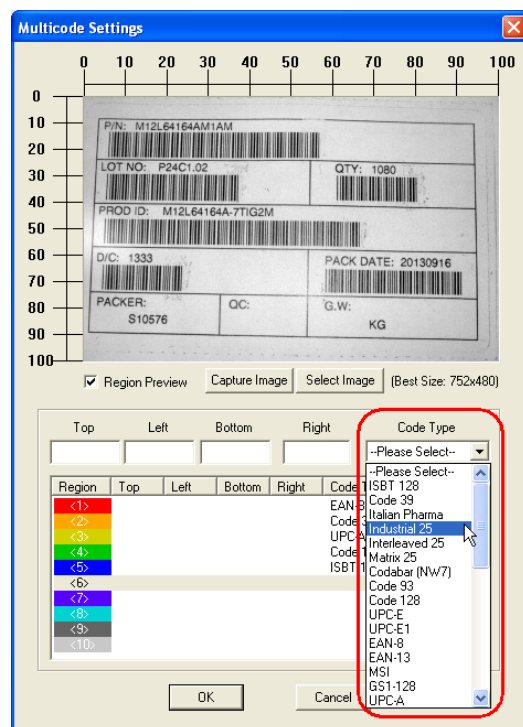 Multicode Settings
0 10 20 30 40 50 60 70 80 90 100
0
10
20
30
40
50
60
70
80
90
100
P/N: M12L64164AM1AM
LOT NO: P24C1.02
QTY: 1080
PROD ID: M12L64164A-7TIG2M
D/C: 1333
PACK DATE: 20130916
PACKER:
S10576
QC:
G.W:
KG
Region Preview
Capture Image
Select Image
(Best Size: 752x480)
Top Left Bottom Right Code Type
--Please Select--
Region Top Left Bottom Right Code
<1> EAN-8
<2> Code
<3> UPC-A
<4> Code
<5> ISBT 1
<6>
<7>
<8>
<9>
<10>
--Please Select--
ISBT 128
Code 39
Italian Pharma
Industrial 25
Interleaved 25
Matrix 25
Codabar (NW7)
Code 93
Code 128
UPC-E
UPC-E1
EAN-8
EAN-13
MSI
GS1-128
UPC-A
OK
Cancel